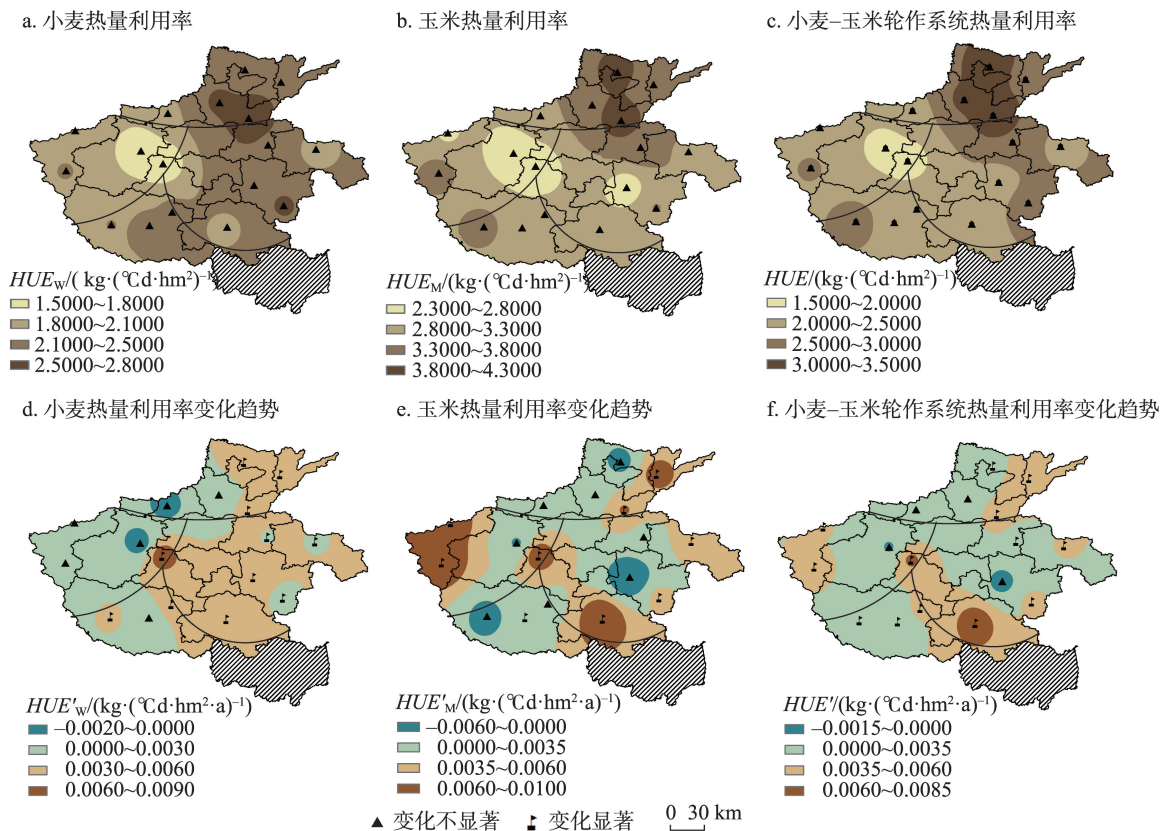 a. 小麦热量利用率
b. 玉米热量利用率
c. 小麦–玉米轮作系统热量利用率
HUE_W/( kg·(℃d·hm²)⁻¹
1.5000~1.8000
1.8000~2.1000
2.1000~2.5000
2.5000~2.8000
HUE_M/(kg·(℃d·hm²)⁻¹)
2.3000~2.8000
2.8000~3.3000
3.3000~3.8000
3.8000~4.3000
HUE/(kg·(℃d·hm²)⁻¹)
1.5000~2.0000
2.0000~2.5000
2.5000~3.0000
3.0000~3.5000
d. 小麦热量利用率变化趋势
e. 玉米热量利用率变化趋势
f. 小麦–玉米轮作系统热量利用率变化趋势
HUE′_W/(kg·(℃d·hm²·a)⁻¹)
–0.0020~0.0000
0.0000~0.0030
0.0030~0.0060
0.0060~0.0090
HUE′_M/(kg·(℃d·hm²·a)⁻¹)
–0.0060~0.0000
0.0000~0.0035
0.0035~0.0060
0.0060~0.0100
HUE′/(kg·(℃d·hm²·a)⁻¹)
–0.0015~0.0000
0.0000~0.0035
0.0035~0.0060
0.0060~0.0085
变化不显著 变化显著 0 30 km